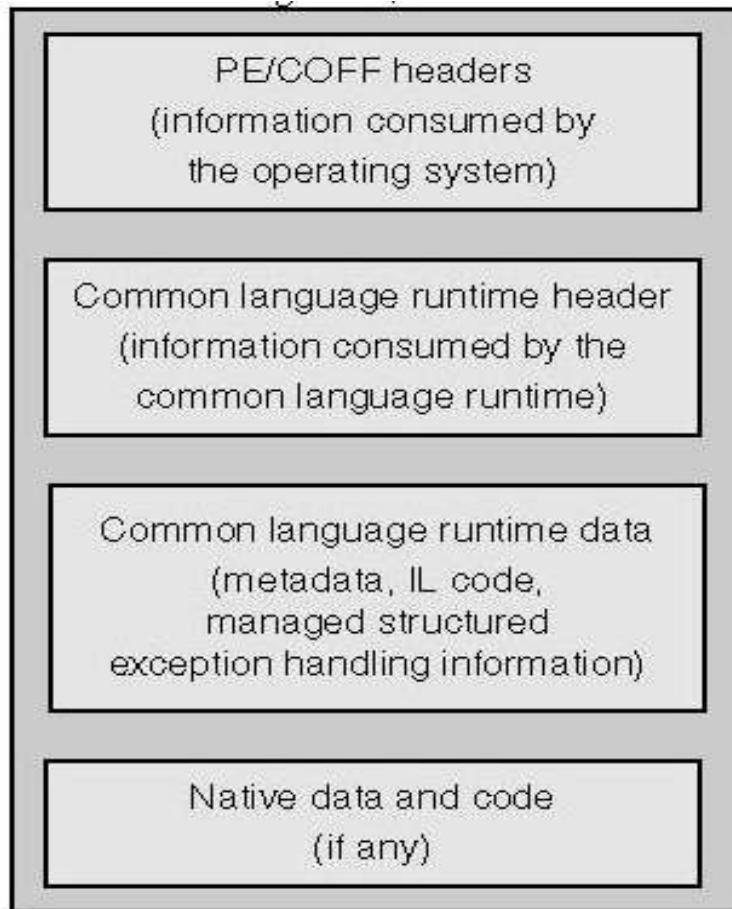 PE/COFF headers
(information consumed by
the operating system)
Common language runtime header
(information consumed by the
common language runtime)
Common language runtime data
(metadada, IL code,
managed structured
exception handling information)
Native data and code
(if any)